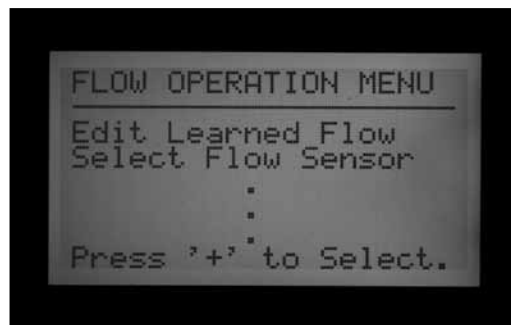 FLOW OPERATION MENU
Edit Learned Flow
Select Flow Sensor
.
.
.
Press '+' to Select.